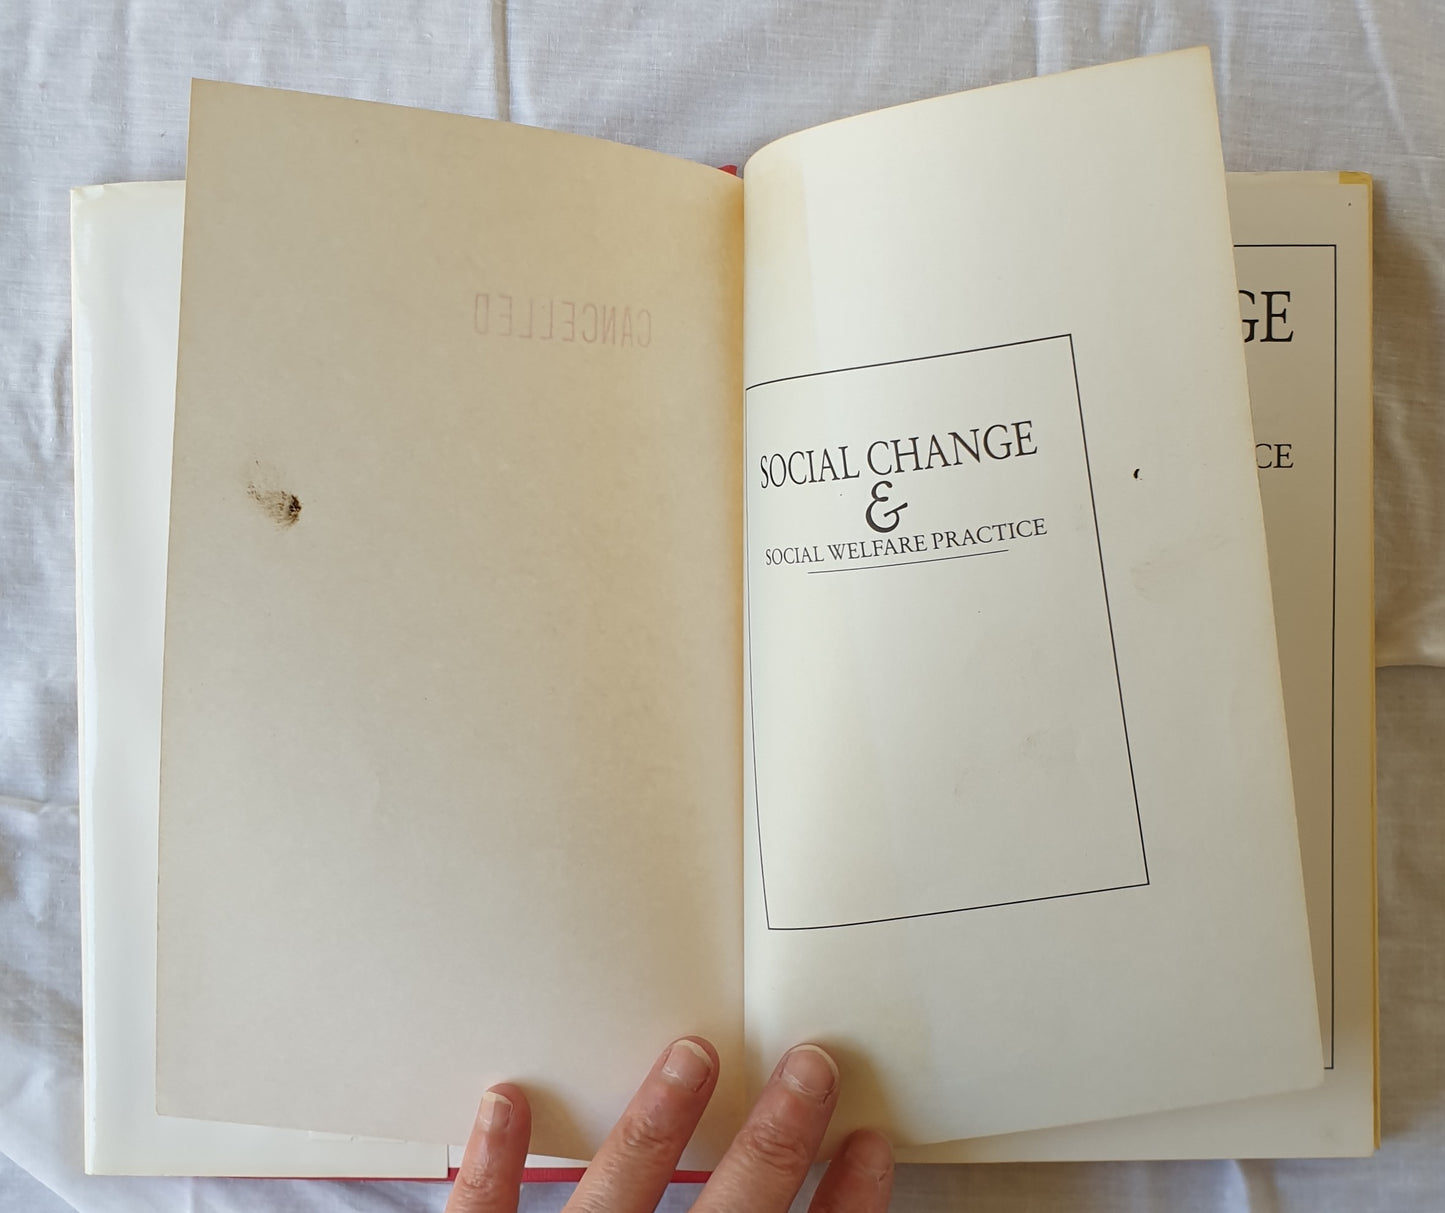 CANCELLED
SOCIAL CHANGE
&
SOCIAL WELFARE PRACTICE
GE
CE